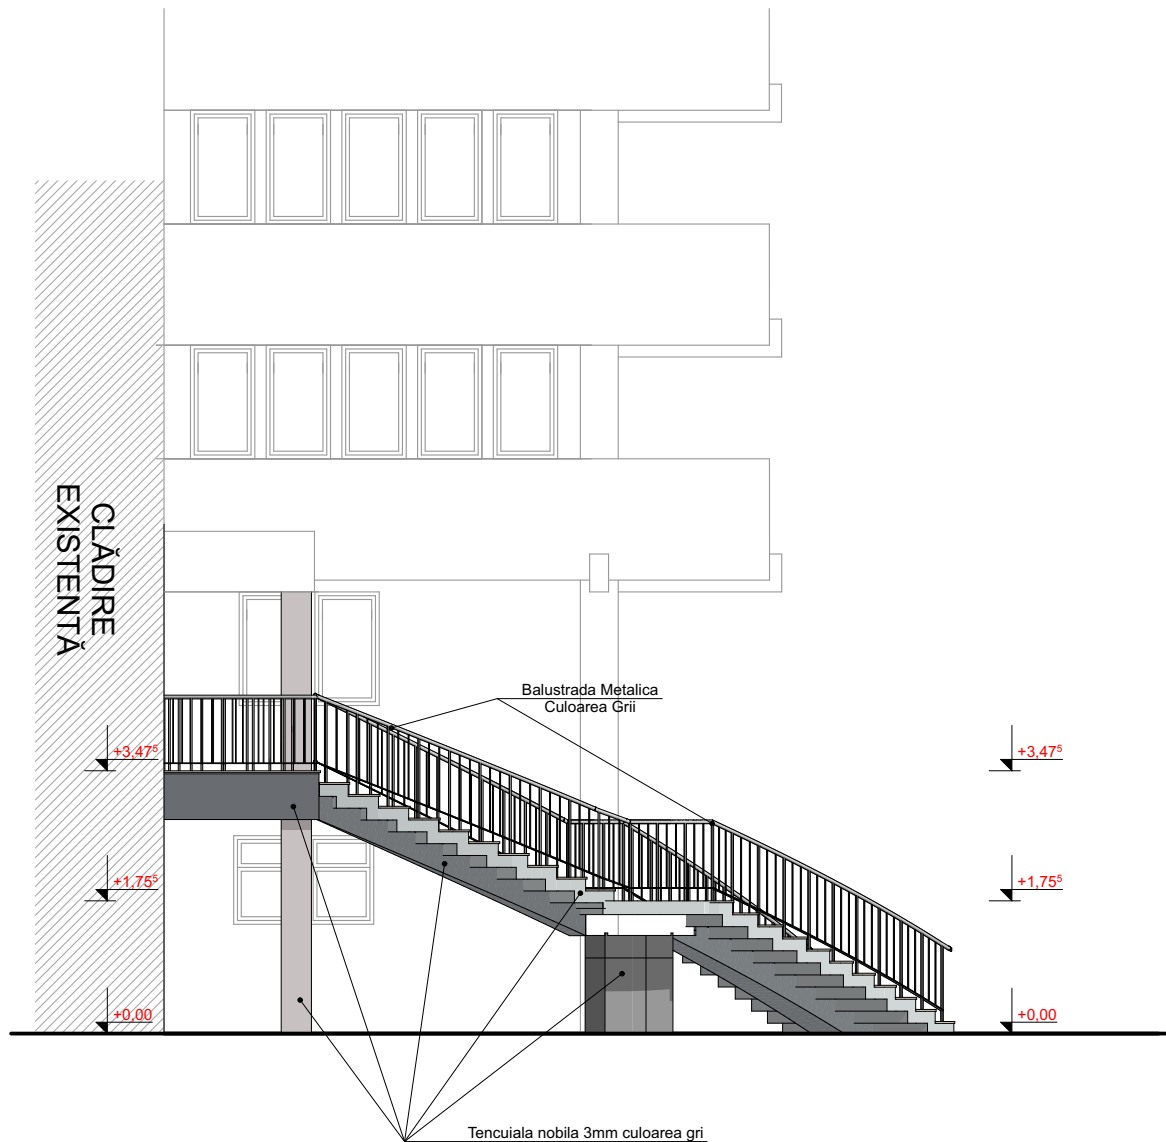 CLĂDIRE
EXISTENTĂ
Balustrada Metalica
Culoarea Grii
+3,47⁵
+3,47⁵
+1,75⁵
+1,75⁵
+0,00
+0,00
Tencuiala nobila 3mm culoarea gri